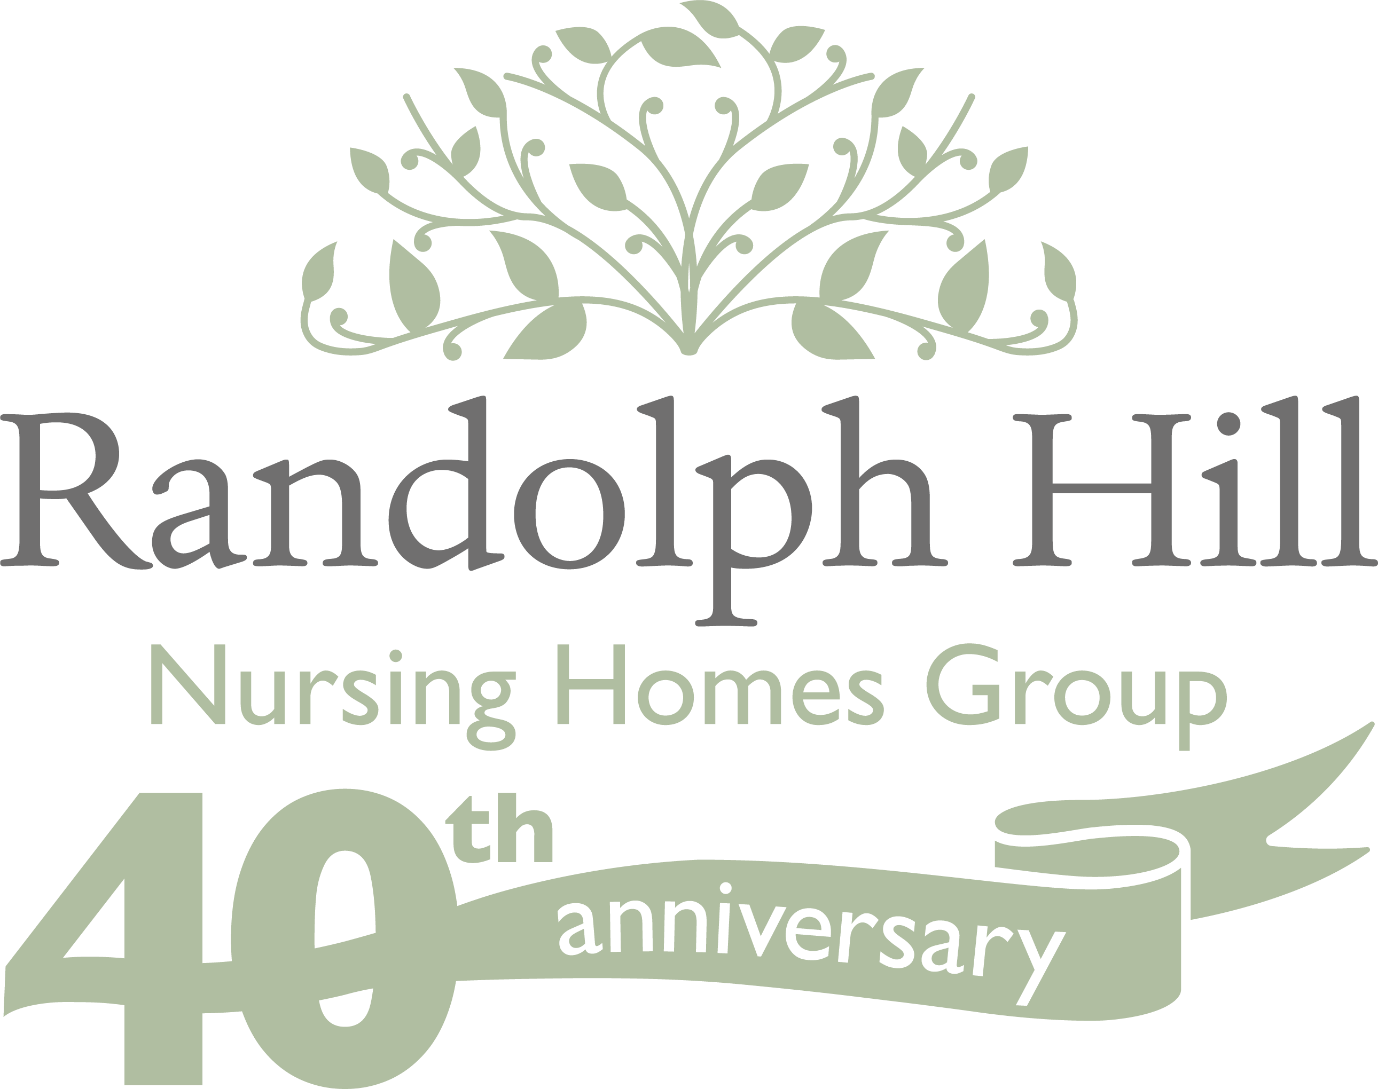 Randolph Hill
Nursing Homes Group
40th
anniversary